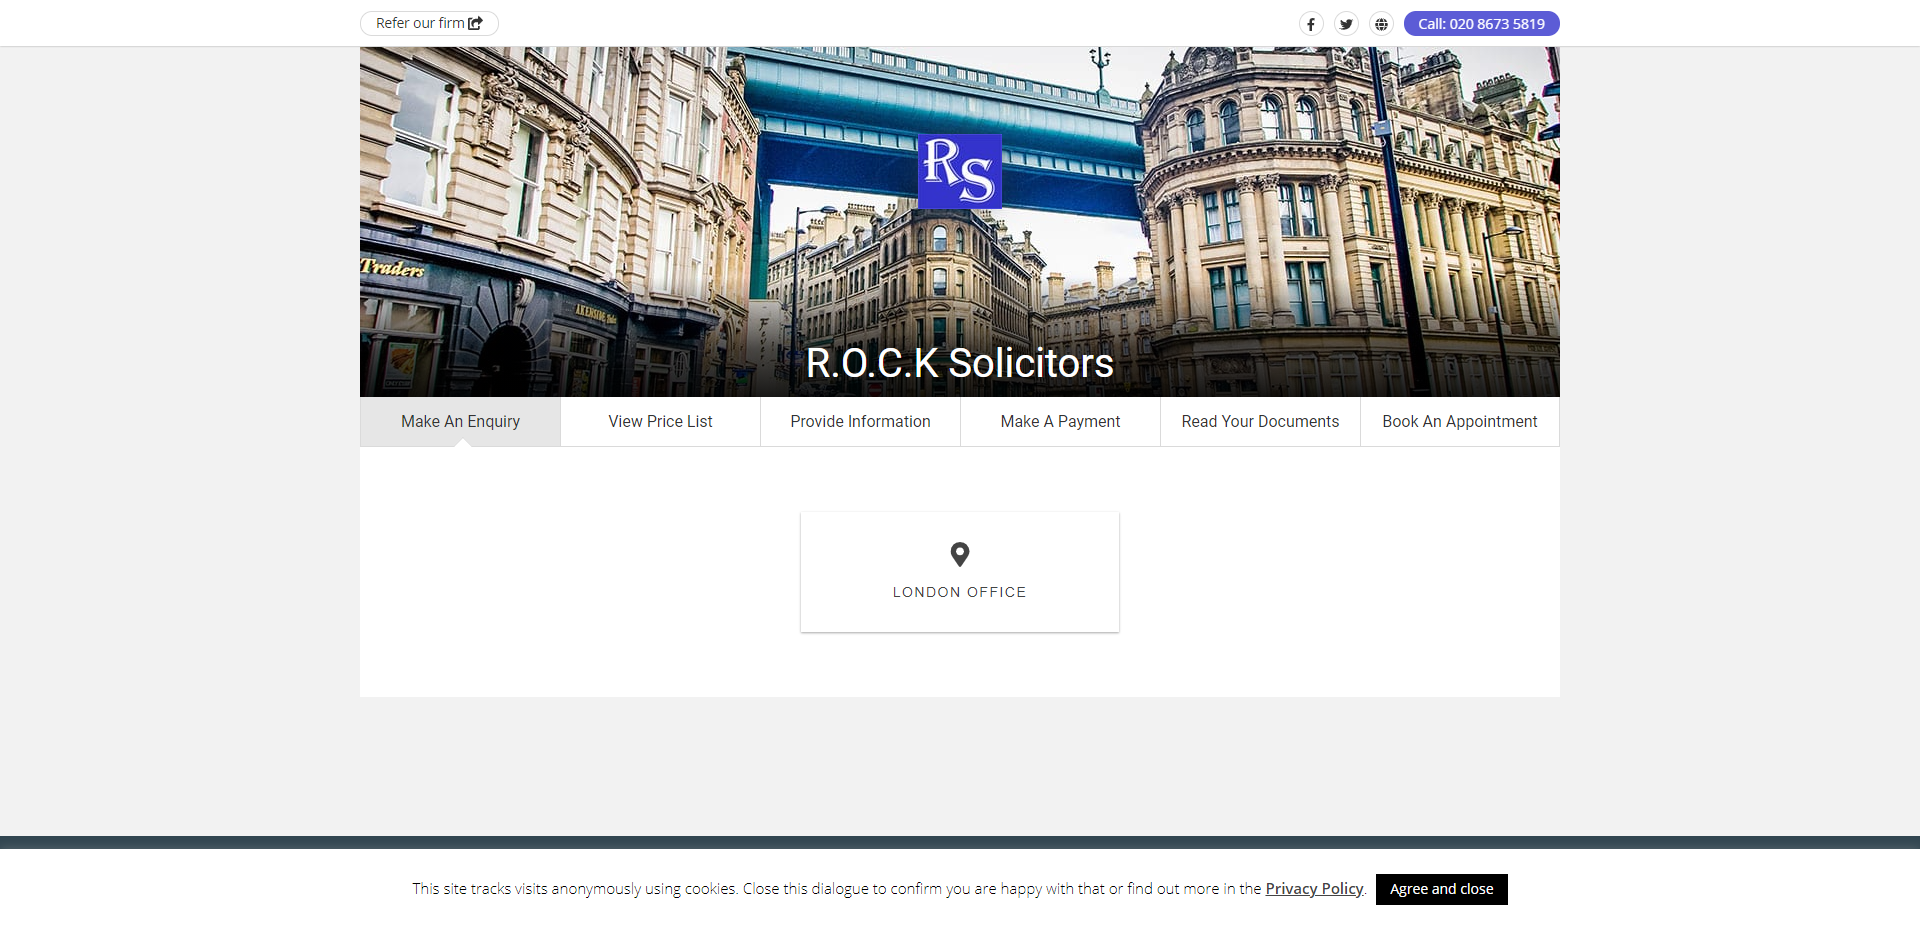 Refer our firm
Call: 020 8673 5819
RS
Traders
AKENSIDE
R.O.C.K Solicitors
Make An Enquiry
View Price List
Provide Information
Make A Payment
Read Your Documents
Book An Appointment
LONDON OFFICE
This site tracks visits anonymously using cookies. Close this dialogue to confirm you are happy with that or find out more in the Privacy Policy.
Agree and close